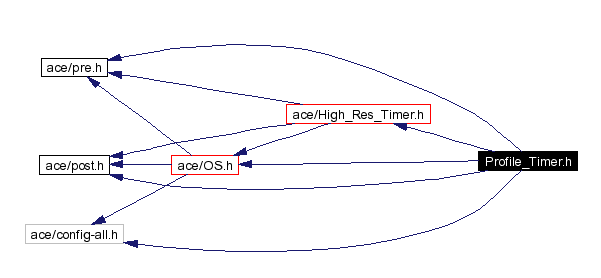 ace/pre.h
ace/High_Res_Timer.h
ace/post.h
ace/OS.h
Profile_Timer.h
ace/config-all.h